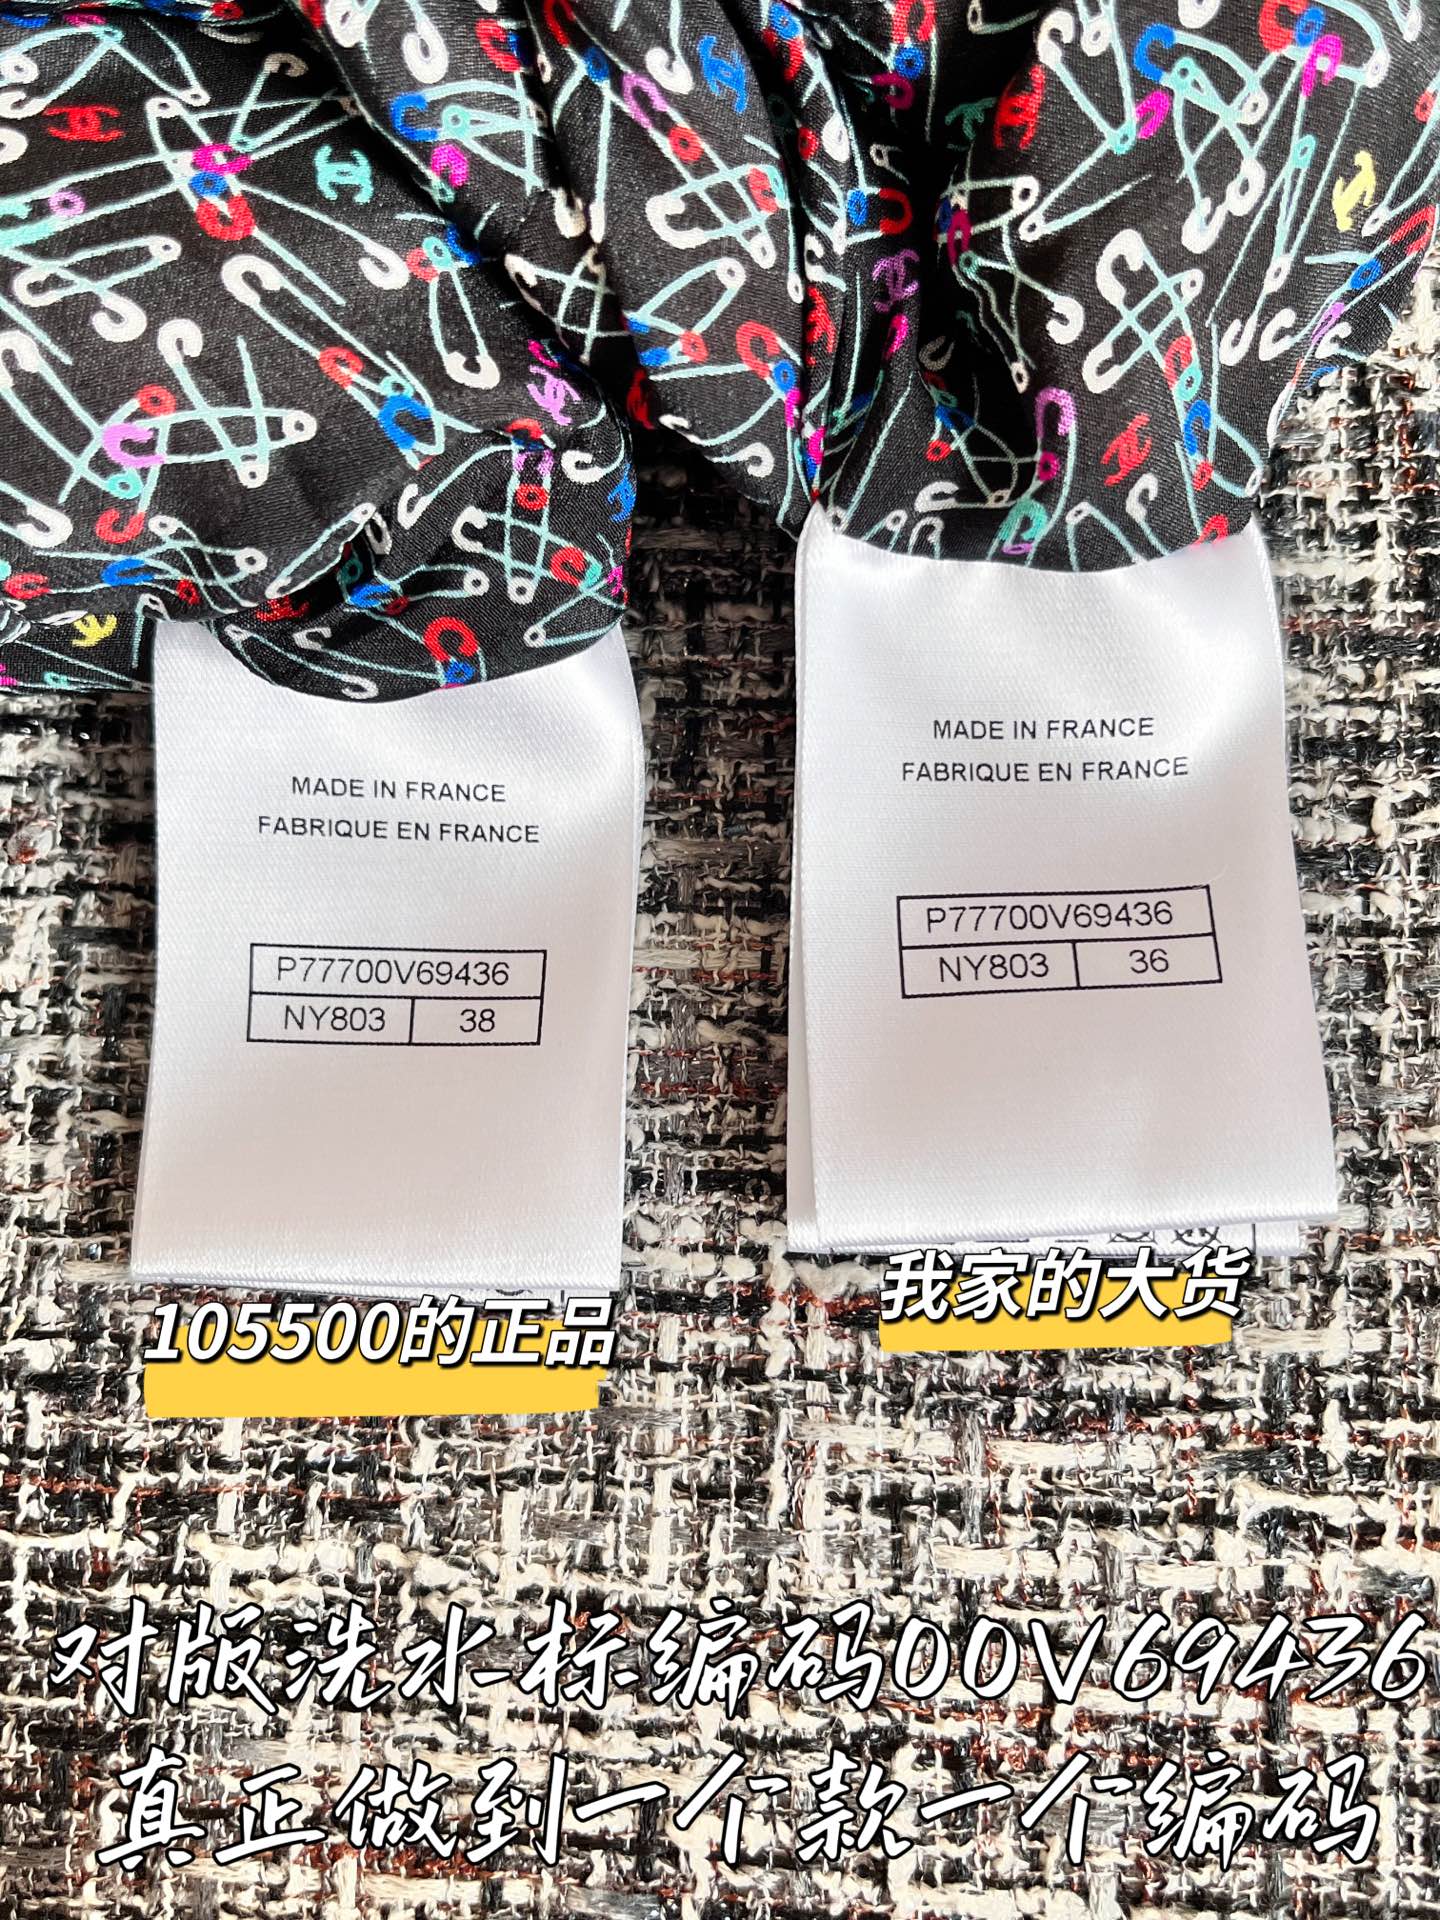 MADE IN FRANCE
FABRIQUE EN FRANCE
P77700V69436
NY803 38
MADE IN FRANCE
FABRIQUE EN FRANCE
P77700V69436
NY803 36
105500的正品
我家的大货
对版洗水标编码00V69436
真正做到一个款一个编码